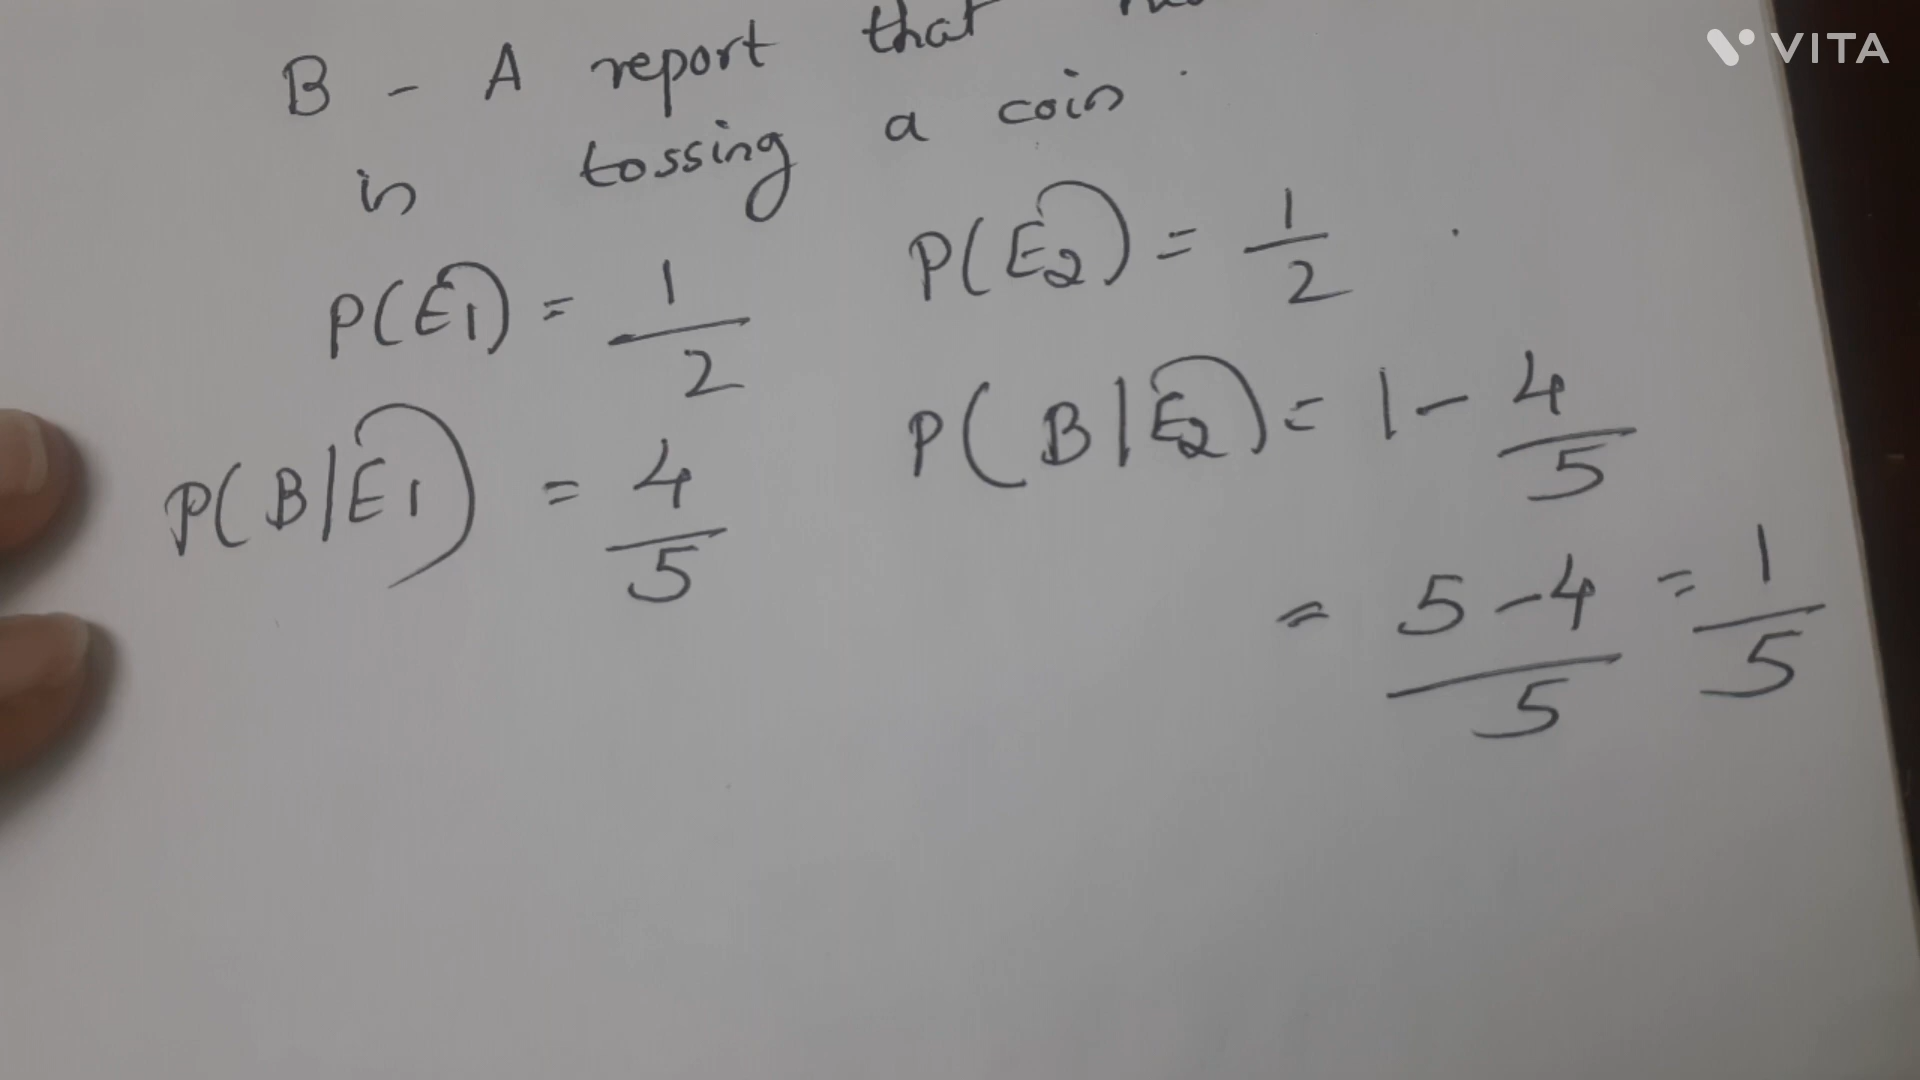 VITA
B - A report that
is tossing a coin.
P(E1) = 1/2 P(E2) = 1/2
P(B|E1) = 4/5 P(B|E2) = 1 - 4/5
= 5-4/5 = 1/5